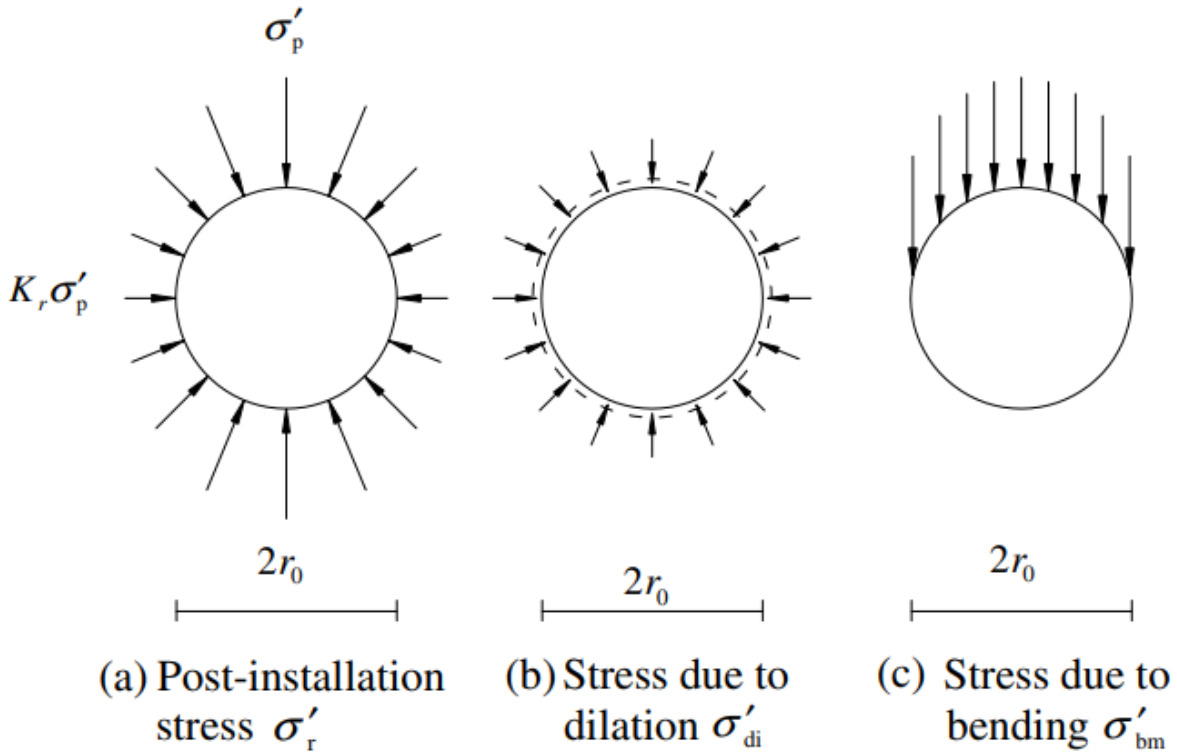 σ′p
Krσ′p
2r0
2r0
2r0
(a) Post-installation
stress σ′r
(b) Stress due to
dilation σ′di
(c) Stress due to
bending σ′bm